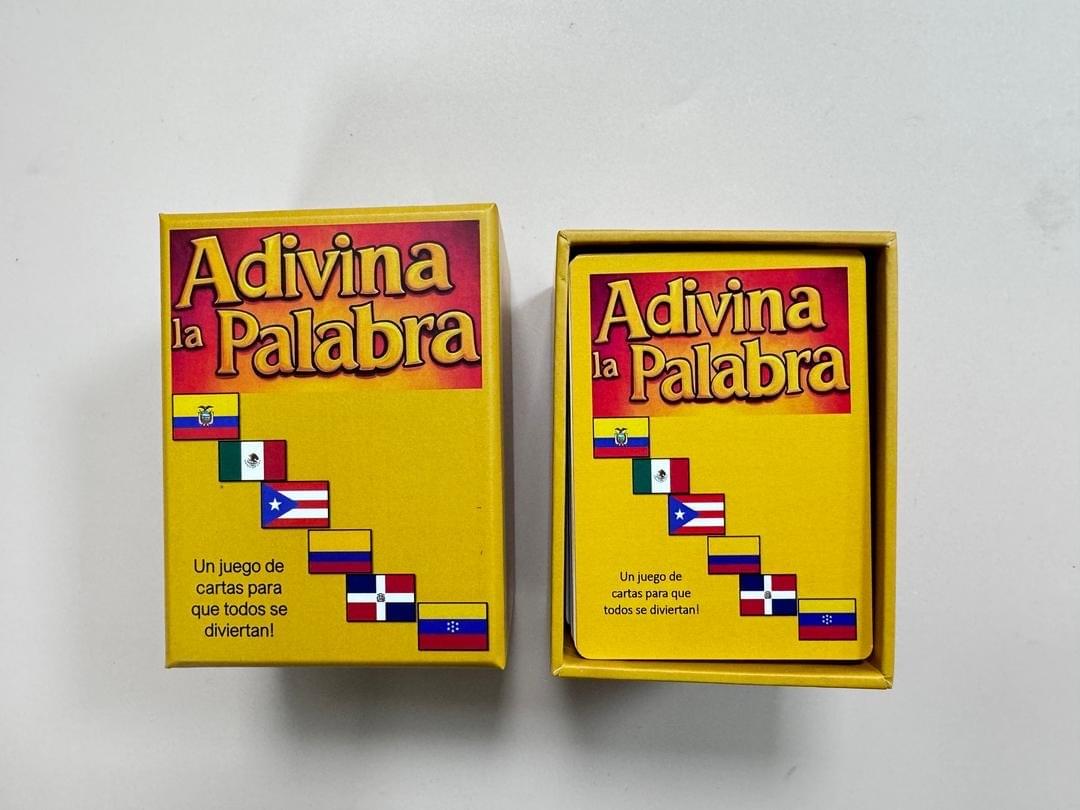 Adivina
la Palabra
Un juego de
cartas para
que todos se
diviertan!
Adivina
la Palabra
Un juego de
cartas para que
todos se diviertan!